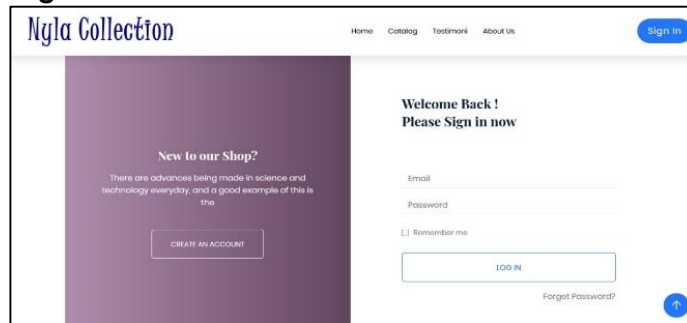 Nyla Collection
Home Catalog Testimoni About Us
Sign In
New to our Shop?
There are advances being made in science and
technology everyday, and a good example of this is
the
CREATE AN ACCOUNT
Welcome Back !
Please Sign in now
Email
Password
Remember me
LOG IN
Forget Password?